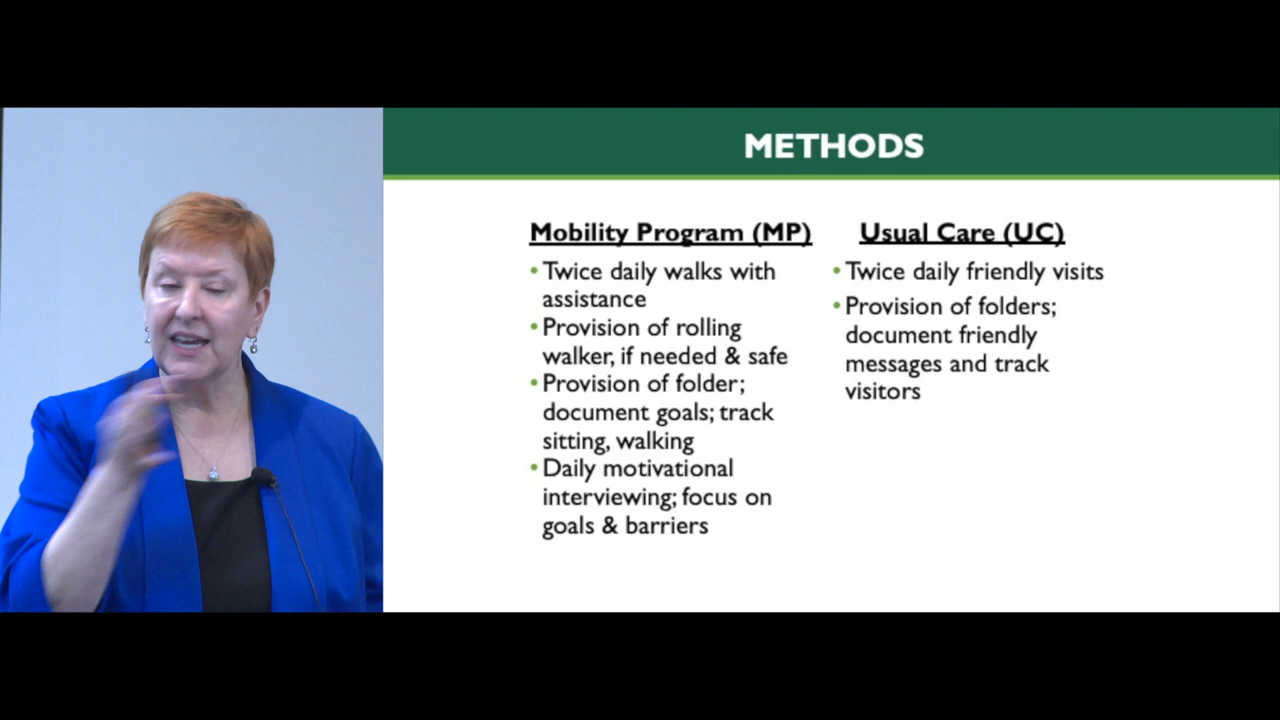 METHODS
Mobility Program (MP)
• Twice daily walks with
assistance
• Provision of rolling
walker, if needed & safe
• Provision of folder;
document goals; track
sitting, walking
• Daily motivational
interviewing; focus on
goals & barriers
Usual Care (UC)
• Twice daily friendly visits
• Provision of folders;
document friendly
messages and track
visitors